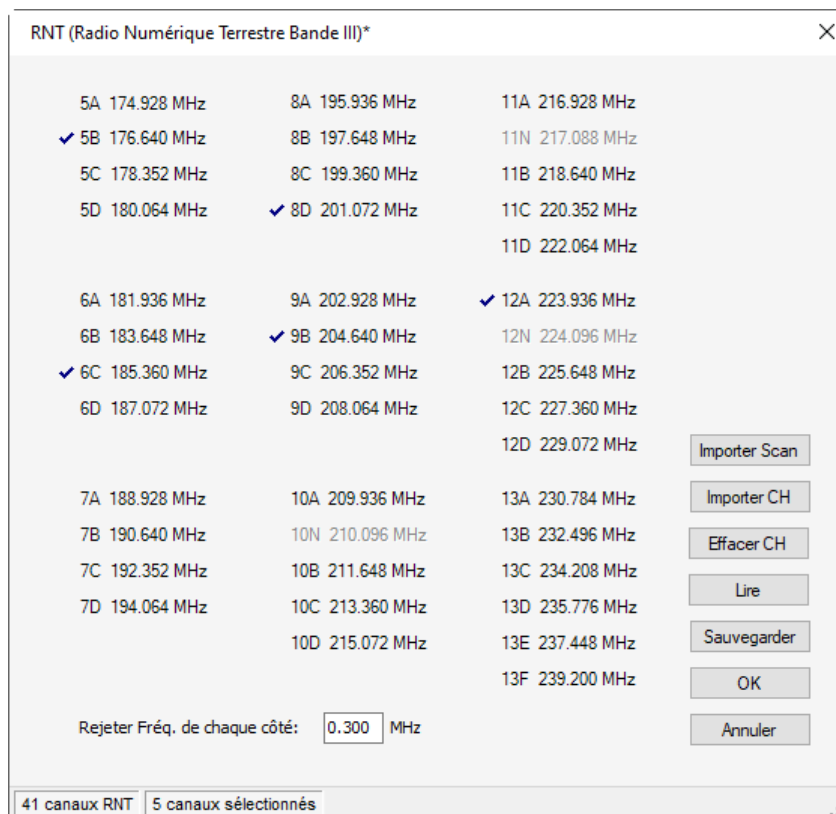 RNT (Radio Numérique Terrestre Bande III)*
5A 174.928 MHz
5B 176.640 MHz
5C 178.352 MHz
5D 180.064 MHz
8A 195.936 MHz
8B 197.648 MHz
8C 199.360 MHz
8D 201.072 MHz
11A 216.928 MHz
11N 217.088 MHz
11B 218.640 MHz
11C 220.352 MHz
11D 222.064 MHz
6A 181.936 MHz
6B 183.648 MHz
6C 185.360 MHz
6D 187.072 MHz
9A 202.928 MHz
9B 204.640 MHz
9C 206.352 MHz
9D 208.064 MHz
12A 223.936 MHz
12N 224.096 MHz
12B 225.648 MHz
12C 227.360 MHz
12D 229.072 MHz
7A 188.928 MHz
7B 190.640 MHz
7C 192.352 MHz
7D 194.064 MHz
10A 209.936 MHz
10N 210.096 MHz
10B 211.648 MHz
10C 213.360 MHz
10D 215.072 MHz
13A 230.784 MHz
13B 232.496 MHz
13C 234.208 MHz
13D 235.776 MHz
13E 237.448 MHz
13F 239.200 MHz
Importer Scan
Importer CH
Effacer CH
Lire
Sauvegarder
OK
Annuler
Rejeter Fréq. de chaque côté: 0.300 MHz
41 canaux RNT 5 canaux sélectionnés